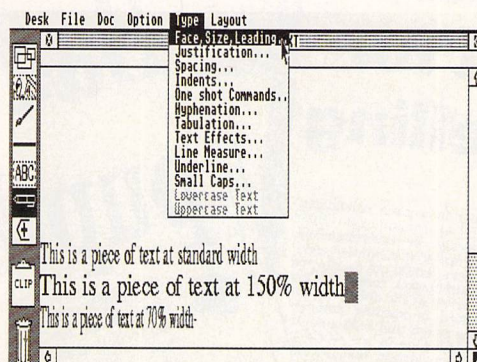 Desk File Doc Option Type Layout
Face,Size,Leading...
Justification...
Spacing...
Indents...
One shot Commands..
Hyphenation...
Tabulation...
Text Effects...
Line Measure...
Underline...
Small Caps...
Lowercase Text
Uppercase Text
ABC
This is a piece of text at standard width
CLIP
This is a piece of text at 150% width
This is a piece of text at 70% width-